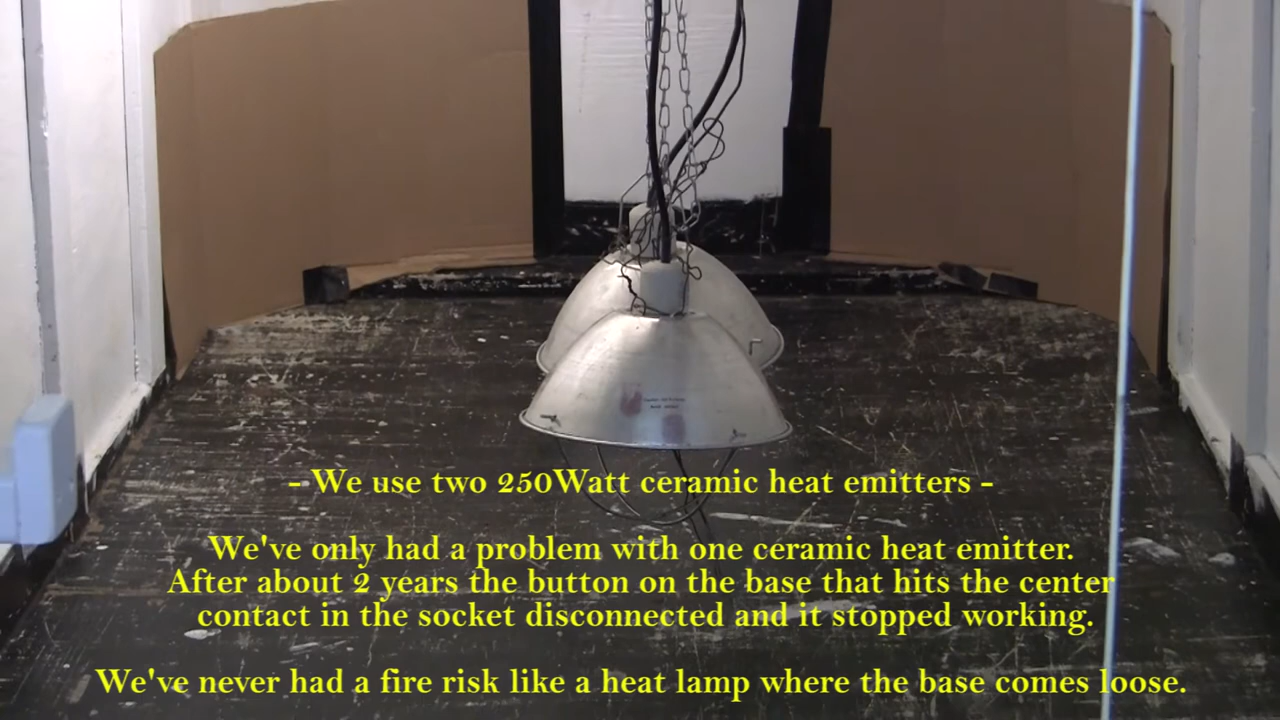 - We use two 250Watt ceramic heat emitters -
We've only had a problem with one ceramic heat emitter.
After about 2 years the button on the base that hits the center
contact in the socket disconnected and it stopped working.
We've never had a fire risk like a heat lamp where the base comes loose.